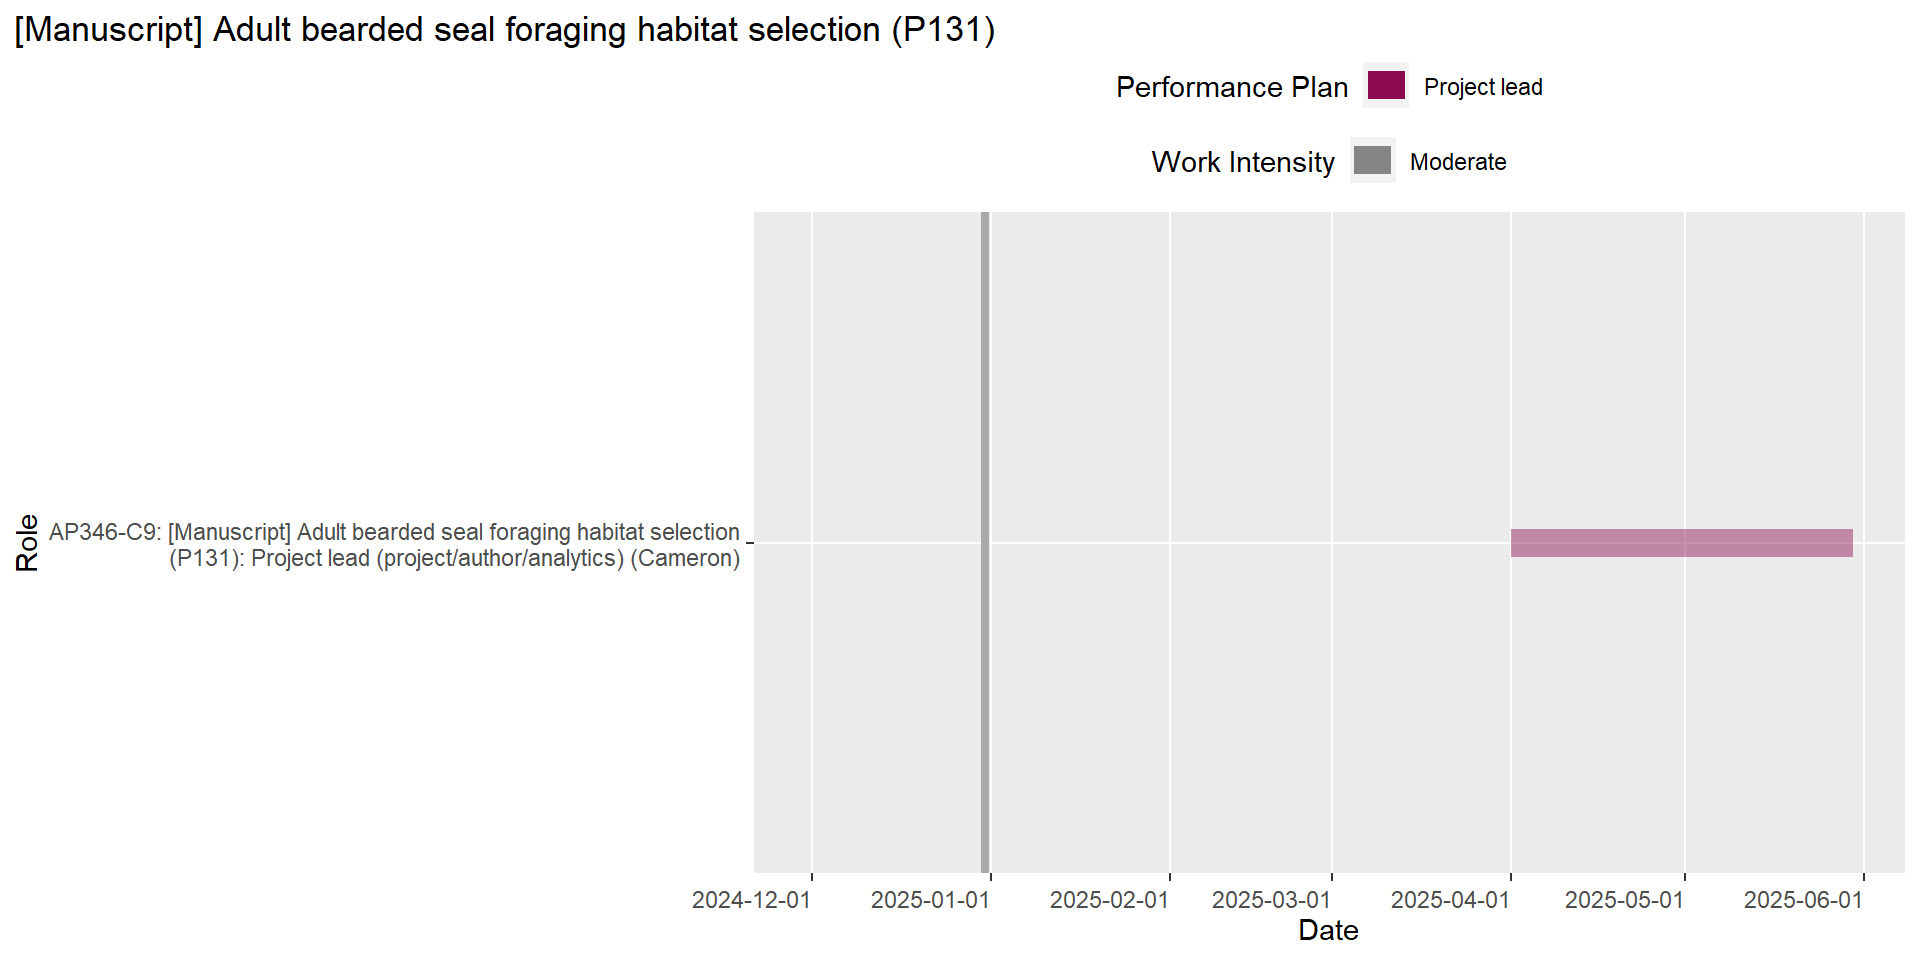 [Manuscript] Adult bearded seal foraging habitat selection (P131)
Performance Plan
Project lead
Work Intensity
Moderate
Role
AP346-C9: [Manuscript] Adult bearded seal foraging habitat selection
(P131): Project lead (project/author/analytics) (Cameron)
2024-12-01
2025-01-01
2025-02-01
2025-03-01
2025-04-01
2025-05-01
2025-06-01
Date